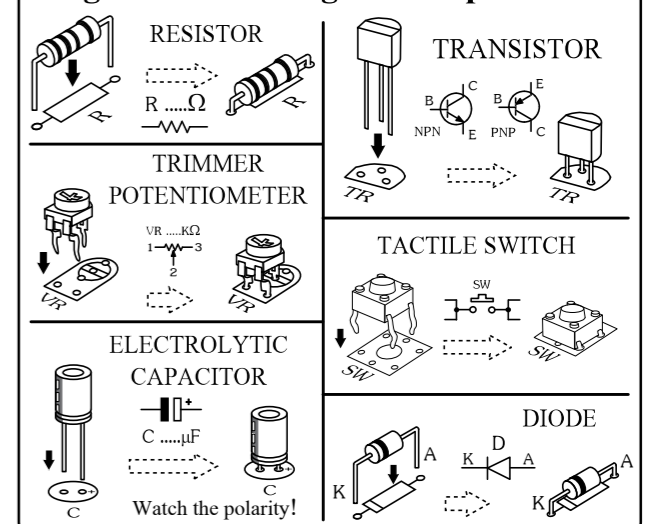 RESISTOR
R
R .....Ω
R
TRIMMER
POTENTIOMETER
VR .....KΩ
1 3
2
VR
VR
ELECTROLYTIC
CAPACITOR
+
C .....µF
+
C
+
C
Watch the polarity!
TRANSISTOR
B C E
NPN
B E C
PNP
TR
TR
TACTILE SWITCH
SW
SW
SW
DIODE
A
K
D
K A
A
K